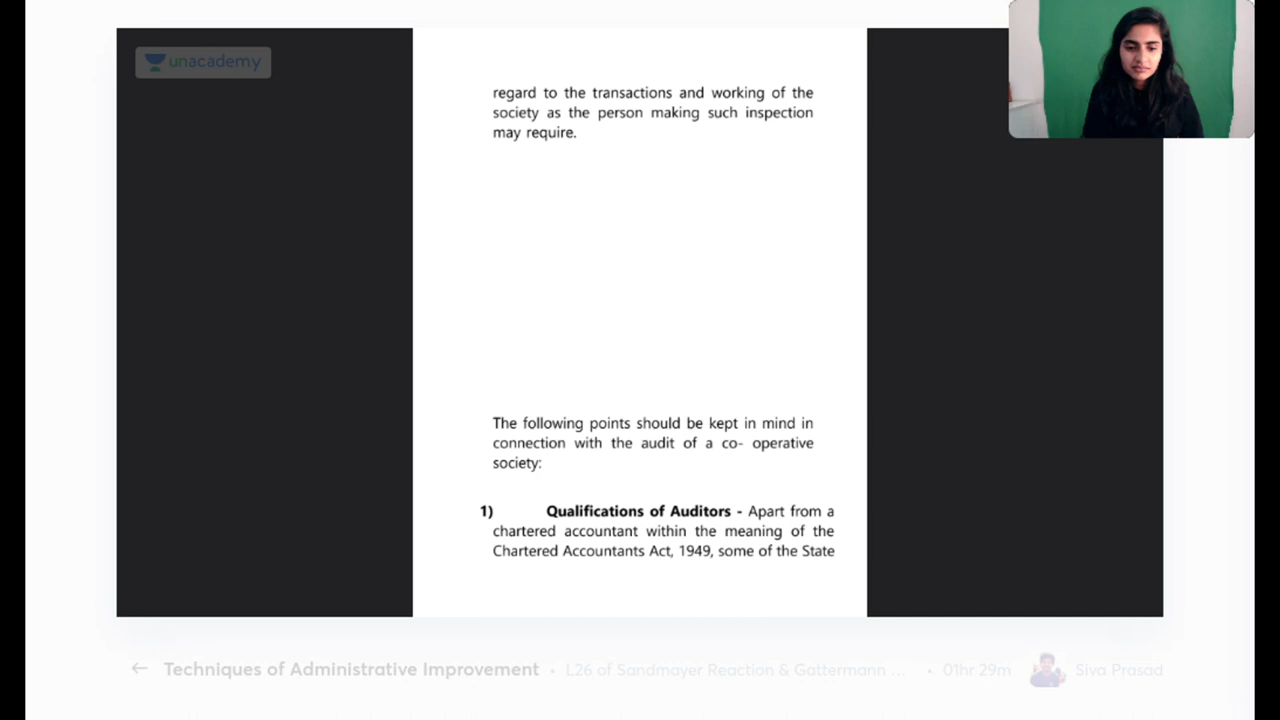 unacademy
regard to the transactions and working of the
society as the person making such inspection
may require.
The following points should be kept in mind in
connection with the audit of a co- operative
society:
1) Qualifications of Auditors - Apart from a
chartered accountant within the meaning of the
Chartered Accountants Act, 1949, some of the State
← Techniques of Administrative Improvement • L26 of Sandmayer Reaction & Gattermann ... • 01hr 29m Siva Prasad